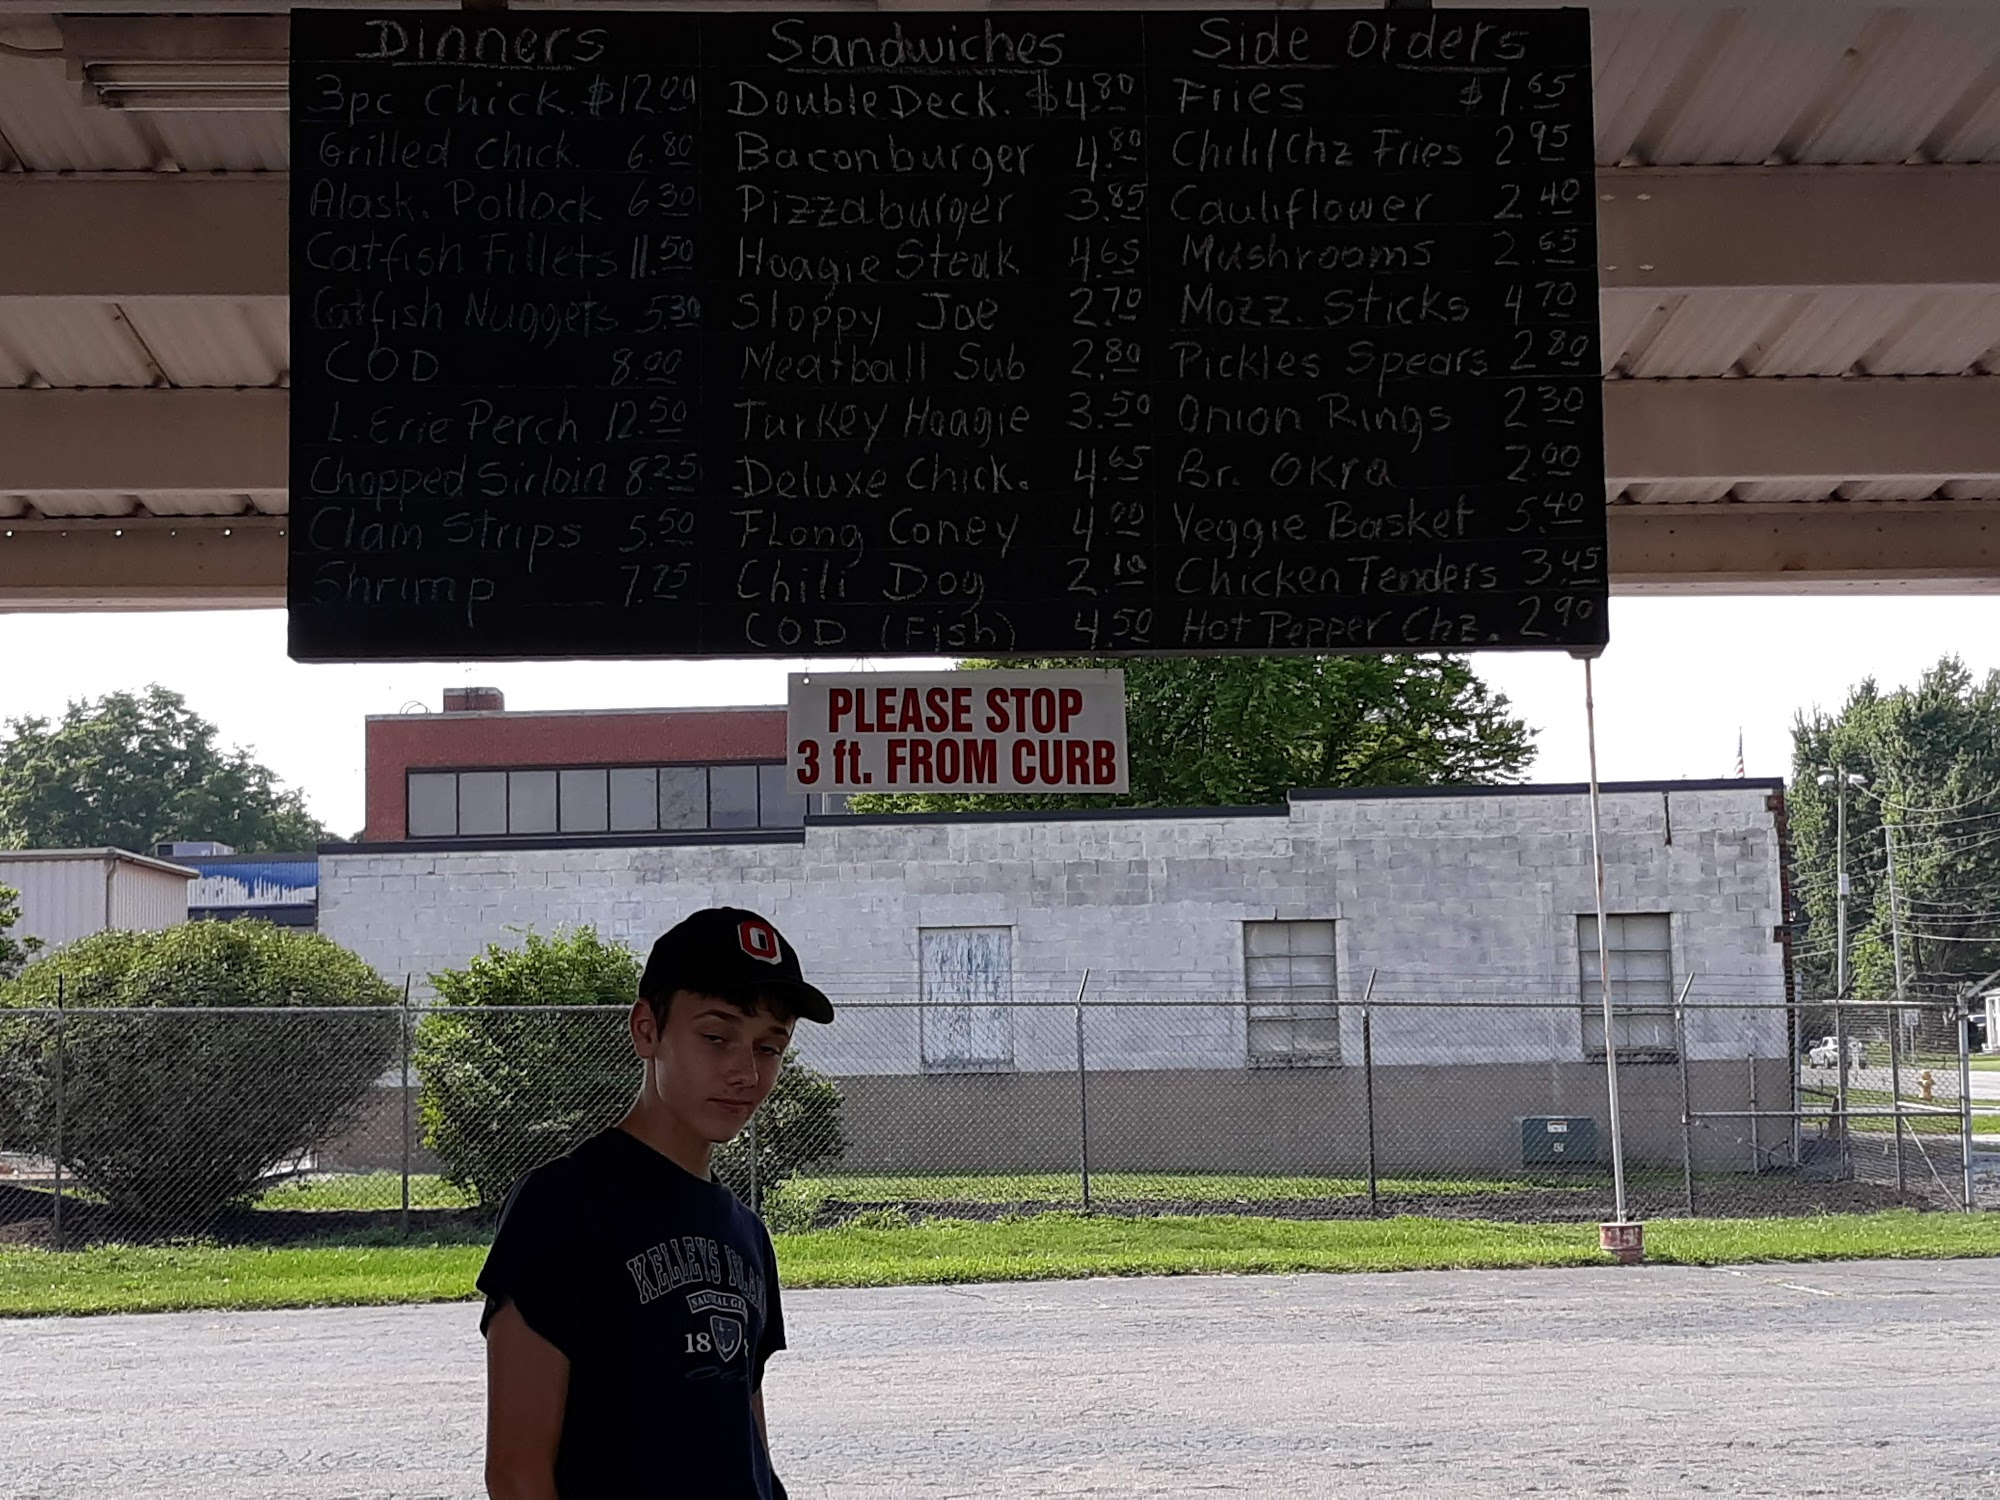 Dinners
3pc Chick. $12.00
Grilled Chick. 6.80
Alask. Pollock 6.30
Catfish Fillets 11.50
Catfish Nuggets 5.30
COD 8.00
L. Erie Perch 12.50
Chopped Sirloin 8.25
Clam Strips 5.50
Shrimp 7.75
Sandwiches
Double Deck. $4.80
Baconburger 4.80
Pizzaburger 3.85
Hoagie Steak 4.65
Sloppy Joe 2.70
Meatball Sub 2.80
Turkey Hoagie 3.50
Deluxe Chick. 4.65
FLong Coney 4.00
Chili Dog 2.10
COD (Fish) 4.50
Side Orders
Fries $1.65
Chili/Chz Fries 2.95
Cauliflower 2.40
Mushrooms 2.65
Mozz. Sticks 4.70
Pickles Spears 2.80
Onion Rings 2.30
Br. Okra 2.00
Veggie Basket 5.40
Chicken Tenders 3.45
Hot Pepper Chz. 2.90
PLEASE STOP
3 ft. FROM CURB
O
KELLEYS
18